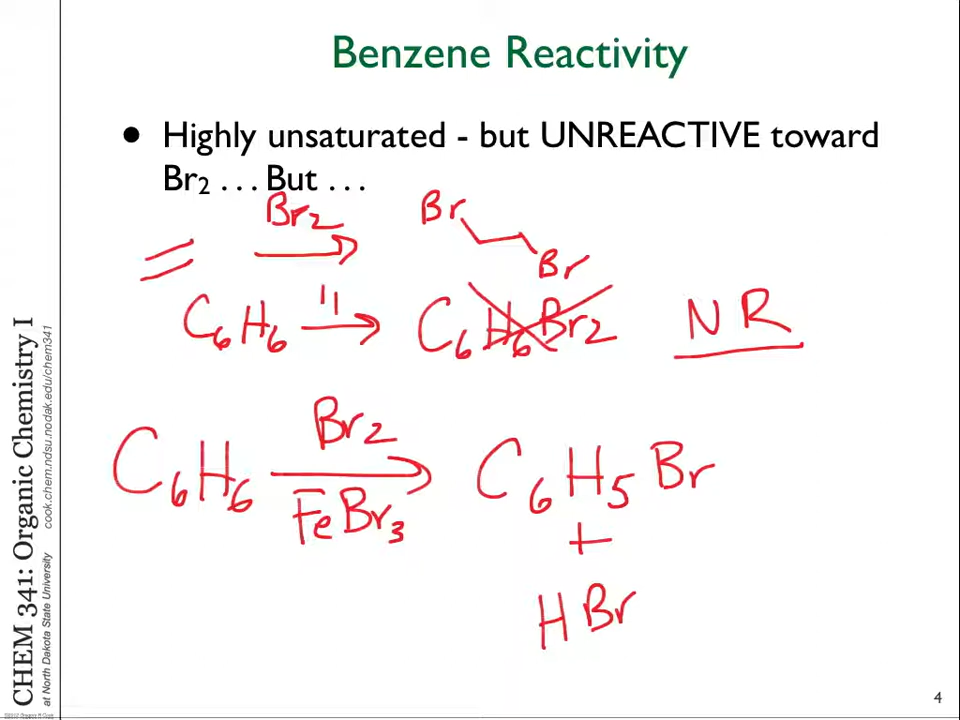 Benzene Reactivity
• Highly unsaturated - but UNREACTIVE toward
Br₂ . . . But . . .
Br2
Br
Br
C6H6 " C6H6Br2 NR
Br2
C6H6 C6H5Br
FeBr3
+
HBr
CHEM 341: Organic Chemistry I
at North Dakota State University cook.chem.ndsu.nodak.edu/chem341
4